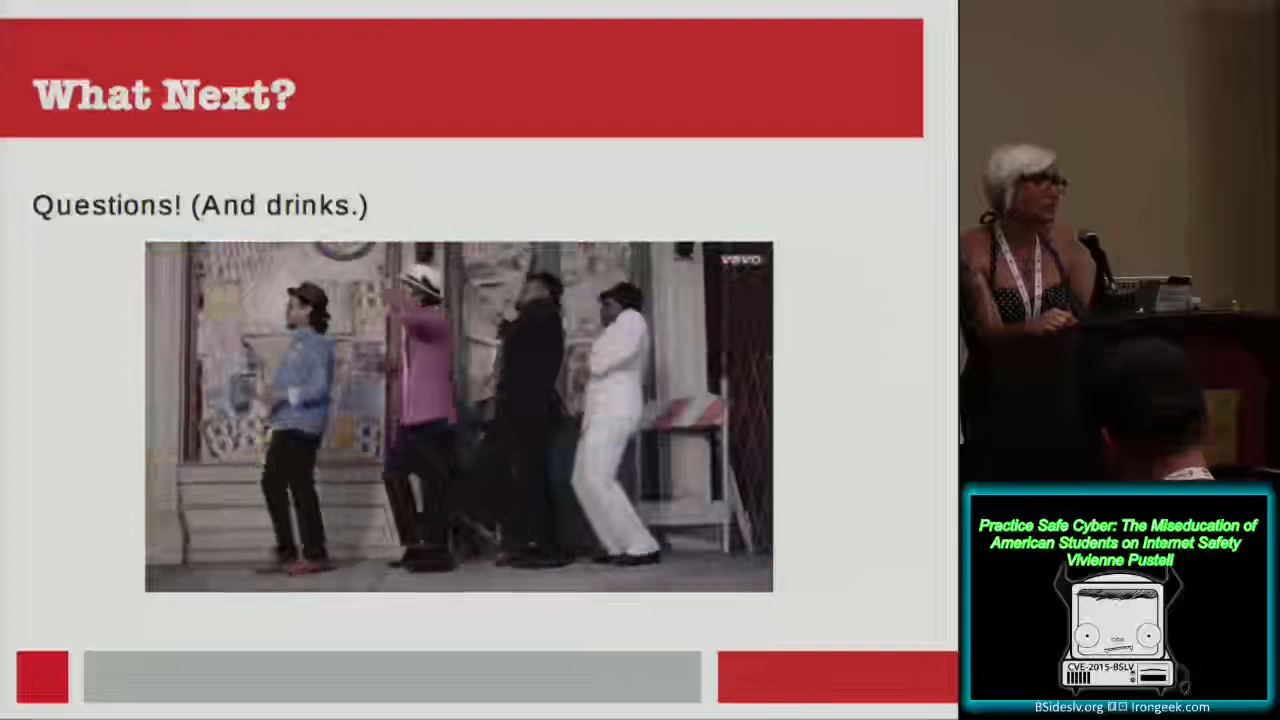 What Next?
Questions! (And drinks.)
vevo
Practice Safe Cyber: The Miseducation of
American Students on Internet Safety
Vivienne Pustell
CVE-2015-BSLV
BSideslv.org Irongeek.com